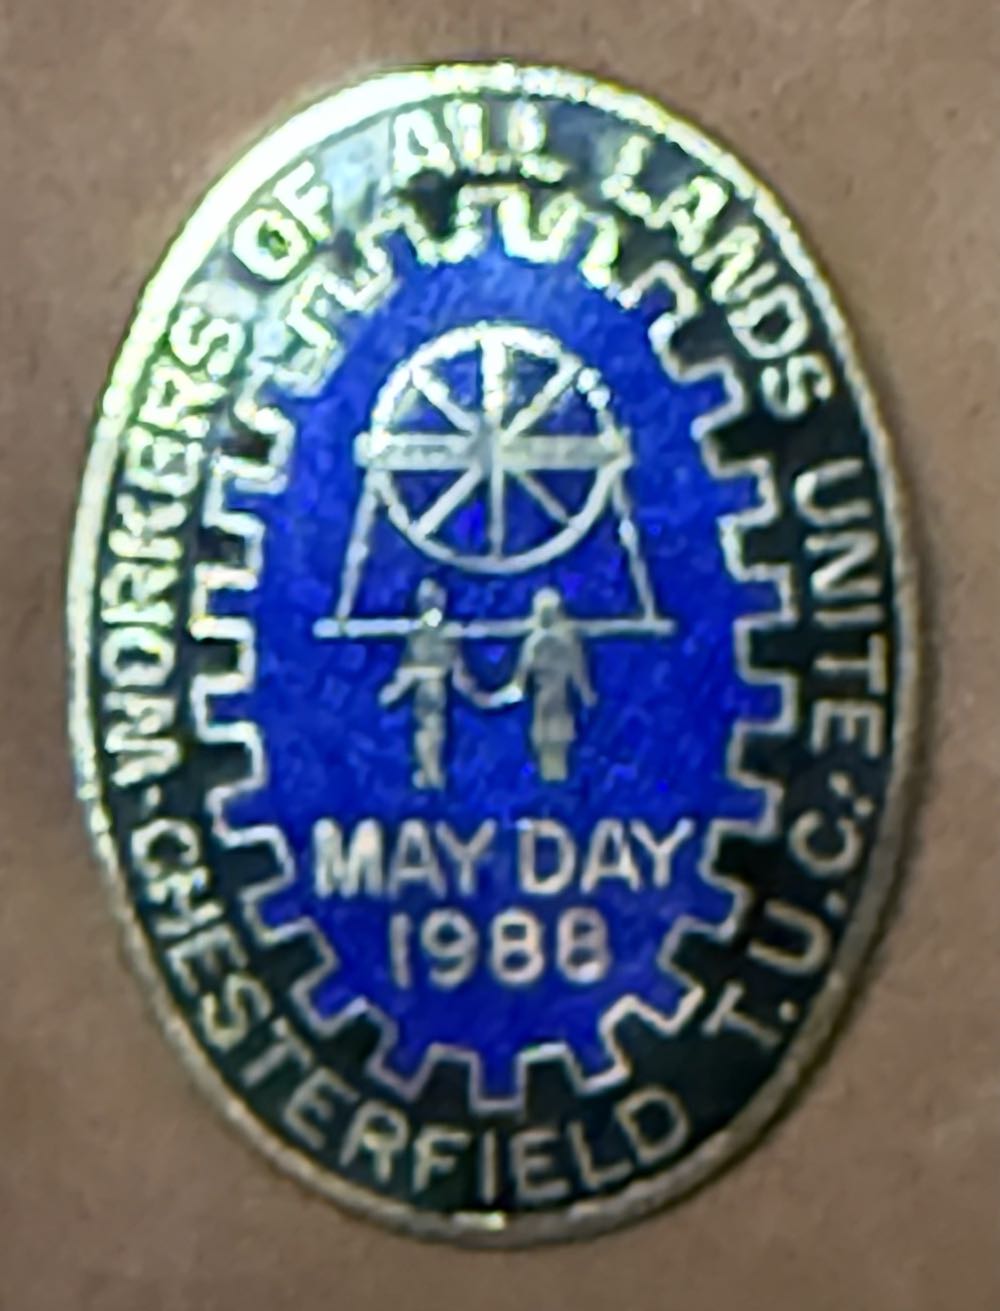 WORKERS OF ALL LANDS UNITE
MAY DAY
1988
CHESTERFIELD T.U.C.